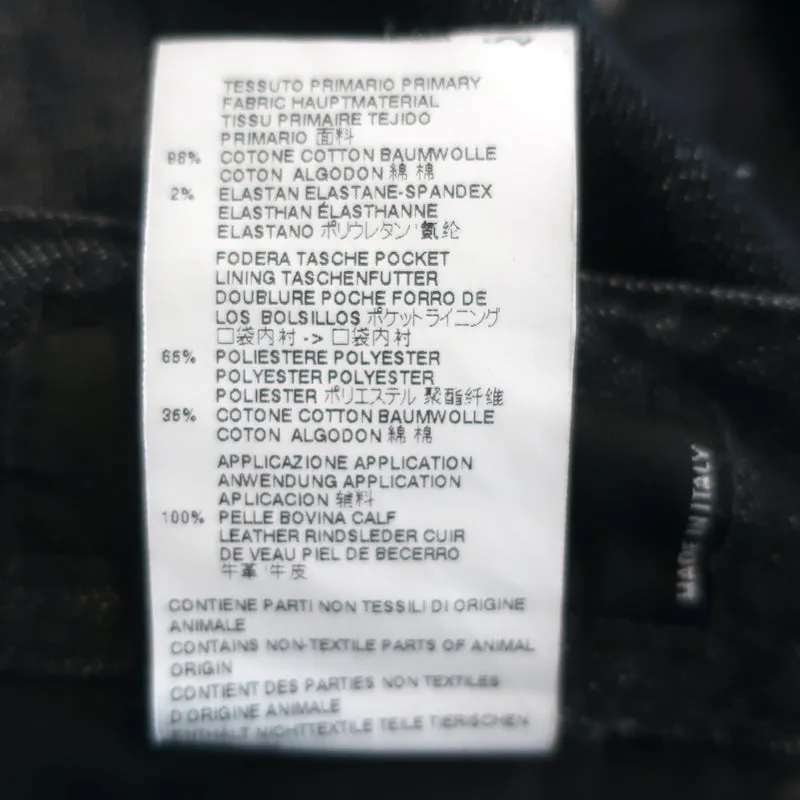 TESSUTO PRIMARIO PRIMARY
FABRIC HAUPTMATERIAL
TISSU PRIMAIRE TEJIDO
PRIMARIO 面料
98% COTONE COTTON BAUMWOLLE
COTON ALGODON 綿 棉
2% ELASTAN ELASTANE-SPANDEX
ELASTHAN ÉLASTHANNE
ELASTANO ポリウレタン 氨纶
FODERA TASCHE POCKET
LINING TASCHENFUTTER
DOUBLURE POCHE FORRO DE
LOS BOLSILLOS ポケットライニング
口袋内衬 -> 口袋内衬
65% POLIESTERE POLYESTER
POLYESTER POLYESTER
POLIESTER ポリエステル 聚酯纤维
35% COTONE COTTON BAUMWOLLE
COTON ALGODON 綿 棉
APPLICAZIONE APPLICATION
ANWENDUNG APPLICATION
APLICACION 辅料
100% PELLE BOVINA CALF
LEATHER RINDSLEDER CUIR
DE VEAU PIEL DE BECERRO
牛革 牛皮
CONTIENE PARTI NON TESSILI DI ORIGINE
ANIMALE
CONTAINS NON-TEXTILE PARTS OF ANIMAL
ORIGIN
CONTIENT DES PARTIES NON TEXTILES
D'ORIGINE ANIMALE
ENTHÄLT NICHTTEXTILE TEILE TIERISCHEN
MADE IN ITALY